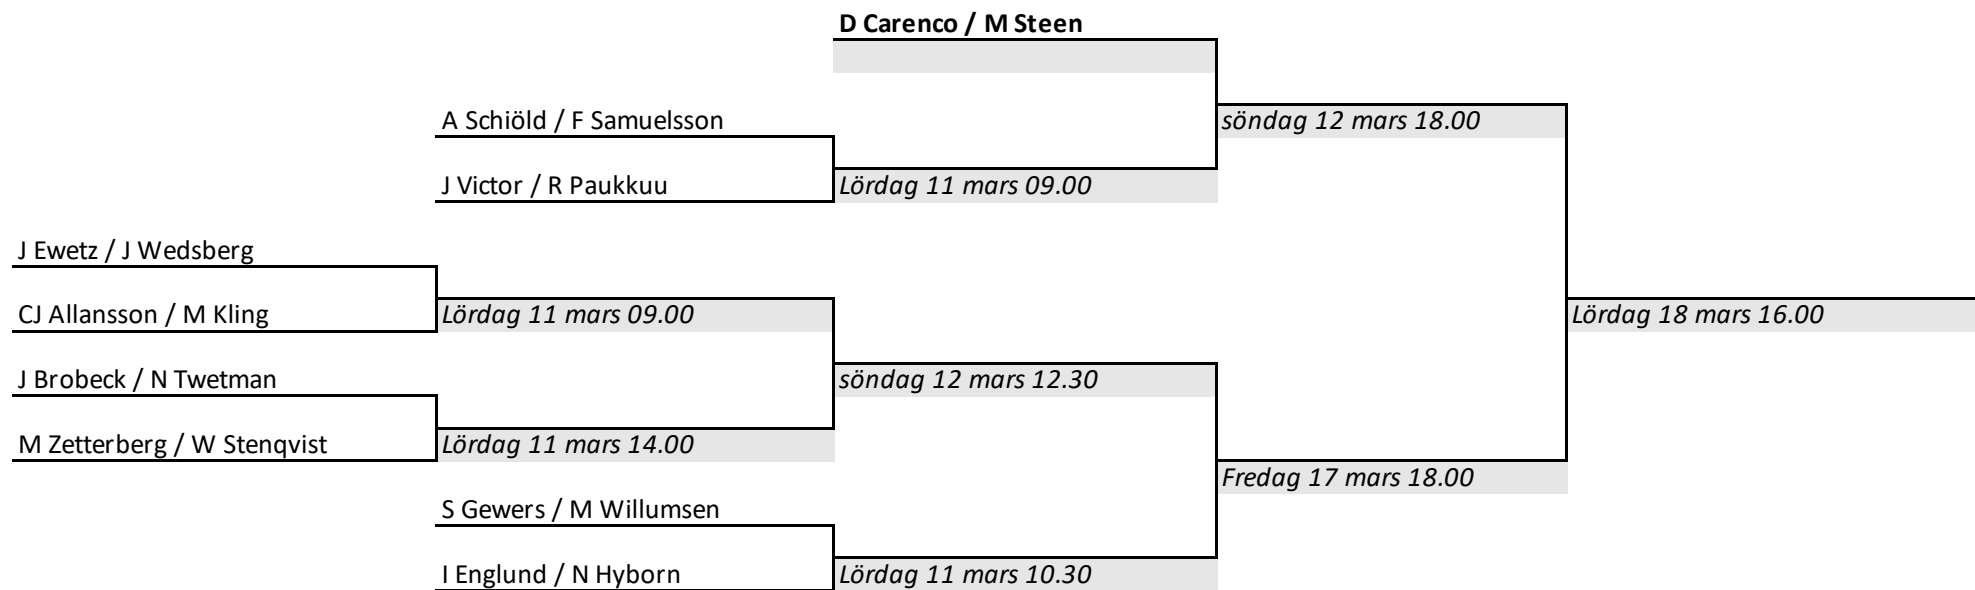 D Carenco / M Steen
A Schiöld / F Samuelsson
söndag 12 mars 18.00
J Victor / R Paukkuu
Lördag 11 mars 09.00
J Ewetz / J Wedsberg
CJ Allansson / M Kling
Lördag 11 mars 09.00
Lördag 18 mars 16.00
J Brobeck / N Twetman
söndag 12 mars 12.30
M Zetterberg / W Stenqvist
Lördag 11 mars 14.00
Fredag 17 mars 18.00
S Gewers / M Willumsen
I Englund / N Hyborn
Lördag 11 mars 10.30